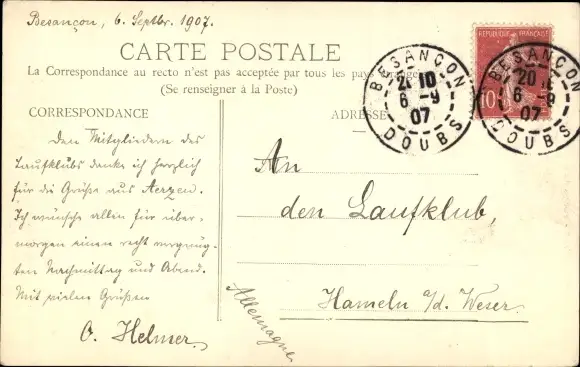 Besançon, 6. Septbr. 1907.
CARTE POSTALE
La Correspondance au recto n'est pas acceptée par tous les pays
(Se renseigner à la Poste)
CORRESPONDANCE
Den Mitgliedern des
Laufklubs danke ich herzlich
für die Grüße aus Aerzen.
Ich wünsche allen für über-
morgen einen recht vergnüg-
ten Nachmittag und Abend.
Mit vielen Grüßen
O. Helmer.
ADRESSE
An
den Laufklub,
Hameln a/d. Weser.
Allemagne
REPUBLIQUE FRANÇAISE
10
BESANÇON
10
6 -9
07
DOUBS
BESANÇON
20
6 -9
07
DOUBS